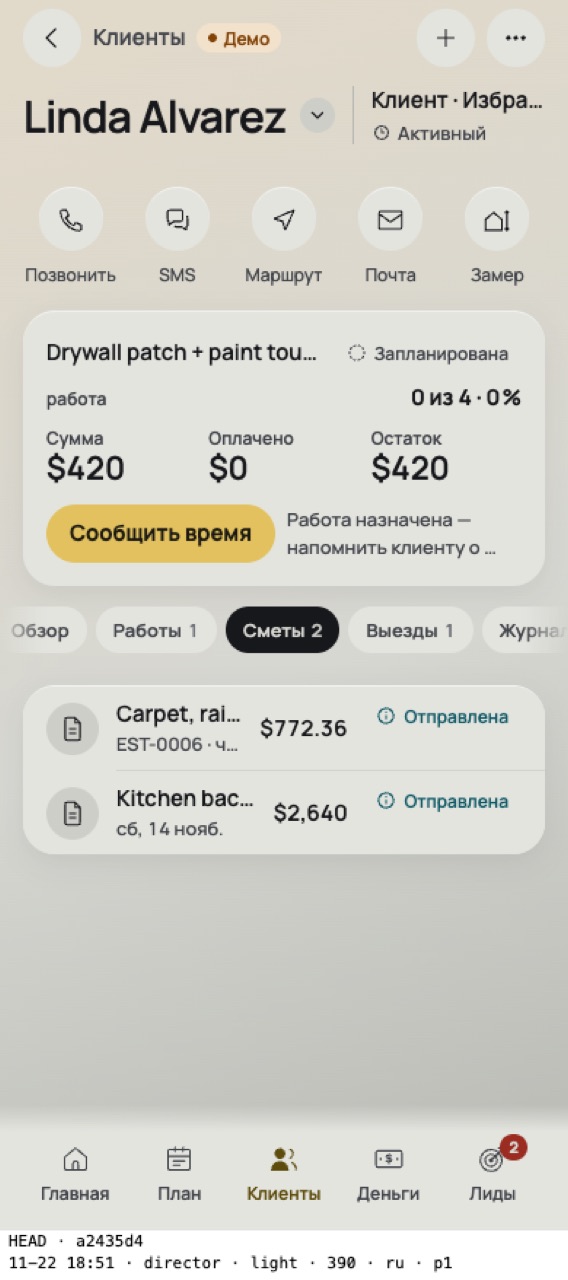 Клиенты
Демо
Linda Alvarez
Клиент · Избра...
Активный
Позвонить
SMS
Маршрут
Почта
Замер
Drywall patch + paint tou...
Запланирована
работа
0 из 4 · 0%
Сумма
Оплачено
Остаток
$420
$0
$420
Сообщить время
Работа назначена —
напомнить клиенту о ...
Обзор
Работы 1
Сметы 2
Выезды 1
Журнал
Carpet, rai...
$772.36
Отправлена
EST-0006 · ч...
Kitchen bac...
$2,640
Отправлена
сб, 14 нояб.
Главная
План
Клиенты
Деньги
2
Лиды
HEAD · a2435d4
11-22 18:51 · director · light · 390 · ru · p1